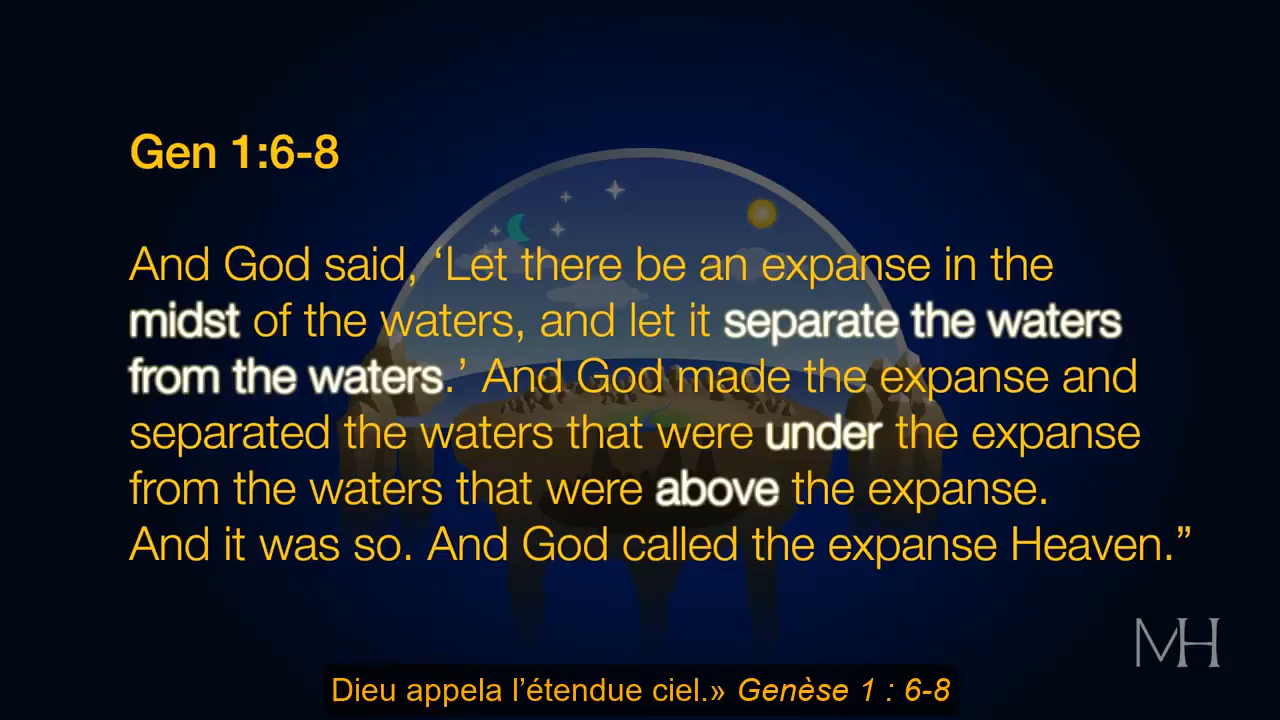 Gen 1:6-8
And God said, ‘Let there be an expanse in the
midst of the waters, and let it separate the waters
from the waters.’ And God made the expanse and
separated the waters that were under the expanse
from the waters that were above the expanse.
And it was so. And God called the expanse Heaven.”
MH
Dieu appela l’étendue ciel.» Genèse 1 : 6-8